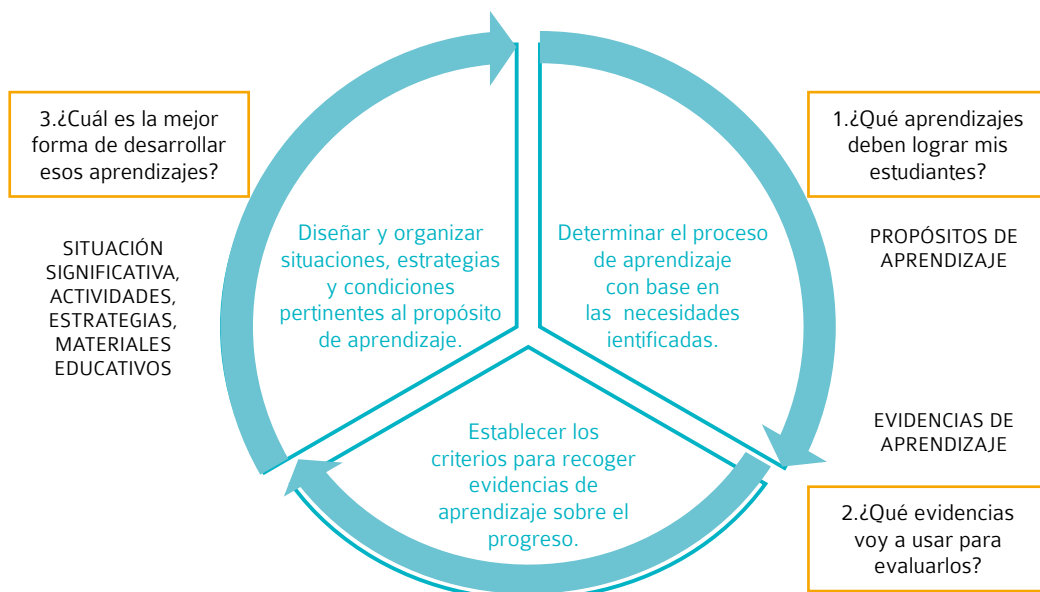 3.¿Cuál es la mejor
forma de desarrollar
esos aprendizajes?
1.¿Qué aprendizajes
deben lograr mis
estudiantes?
SITUACIÓN
SIGNIFICATIVA,
ACTIVIDADES,
ESTRATEGIAS,
MATERIALES
EDUCATIVOS
Diseñar y organizar
situaciones, estrategias
y condiciones
pertinentes al propósito
de aprendizaje.
Determinar el proceso
de aprendizaje
con base en
las necesidades
ientificadas.
PROPÓSITOS DE
APRENDIZAJE
EVIDENCIAS DE
APRENDIZAJE
Establecer los
criterios para recoger
evidencias de
aprendizaje sobre el
progreso.
2.¿Qué evidencias
voy a usar para
evaluarlos?